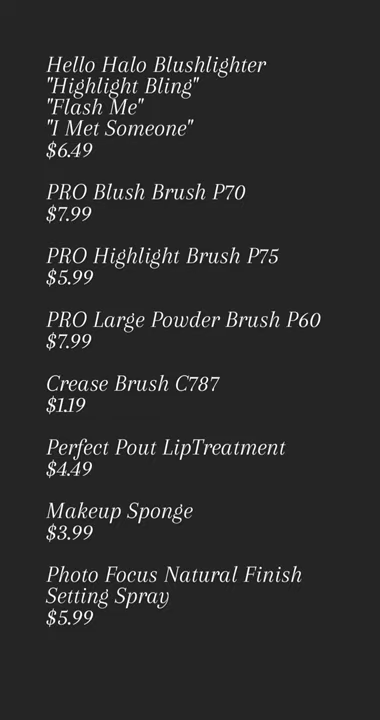 Hello Halo Blushlighter
"Highlight Bling"
"Flash Me"
"I Met Someone"
$6.49
PRO Blush Brush P70
$7.99
PRO Highlight Brush P75
$5.99
PRO Large Powder Brush P60
$7.99
Crease Brush C787
$1.19
Perfect Pout LipTreatment
$4.49
Makeup Sponge
$3.99
Photo Focus Natural Finish
Setting Spray
$5.99